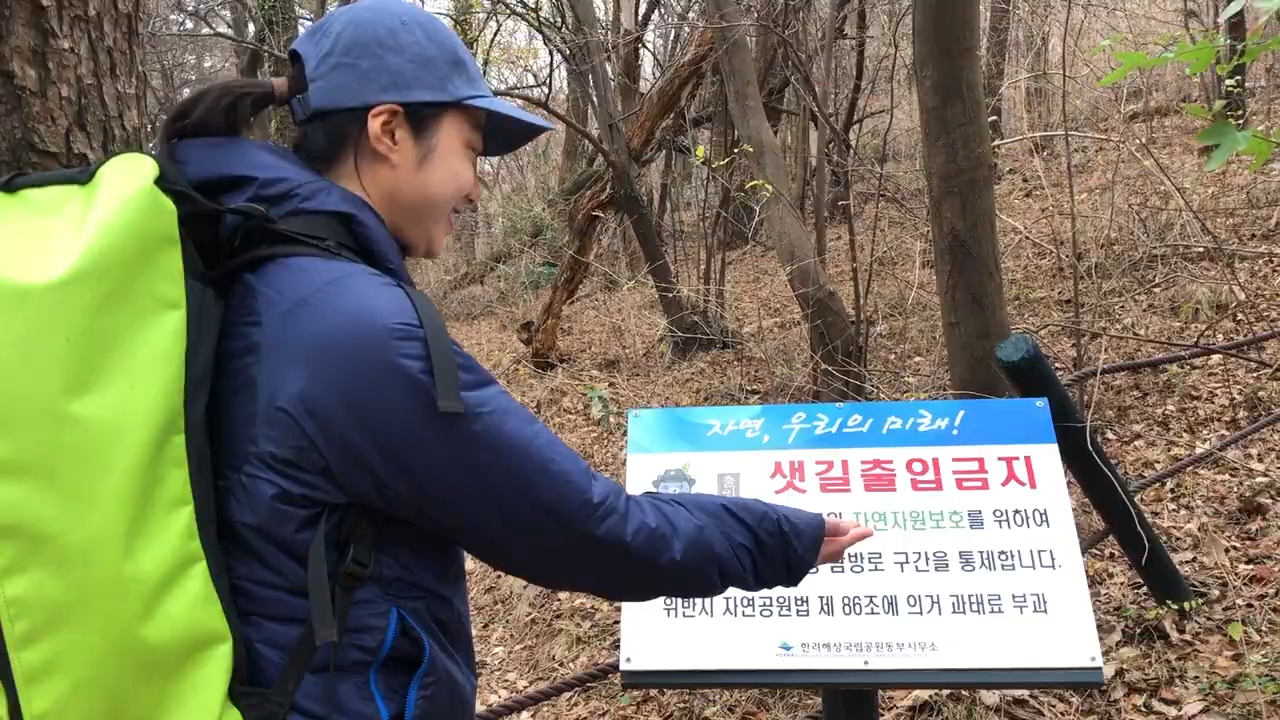 자연, 우리의 미래!
샛길출입금지
자연자원보호를 위하여
탐방로 구간을 통제합니다.
위반시 자연공원법 제 86조에 의거 과태료 부과
한려해상국립공원동부사무소